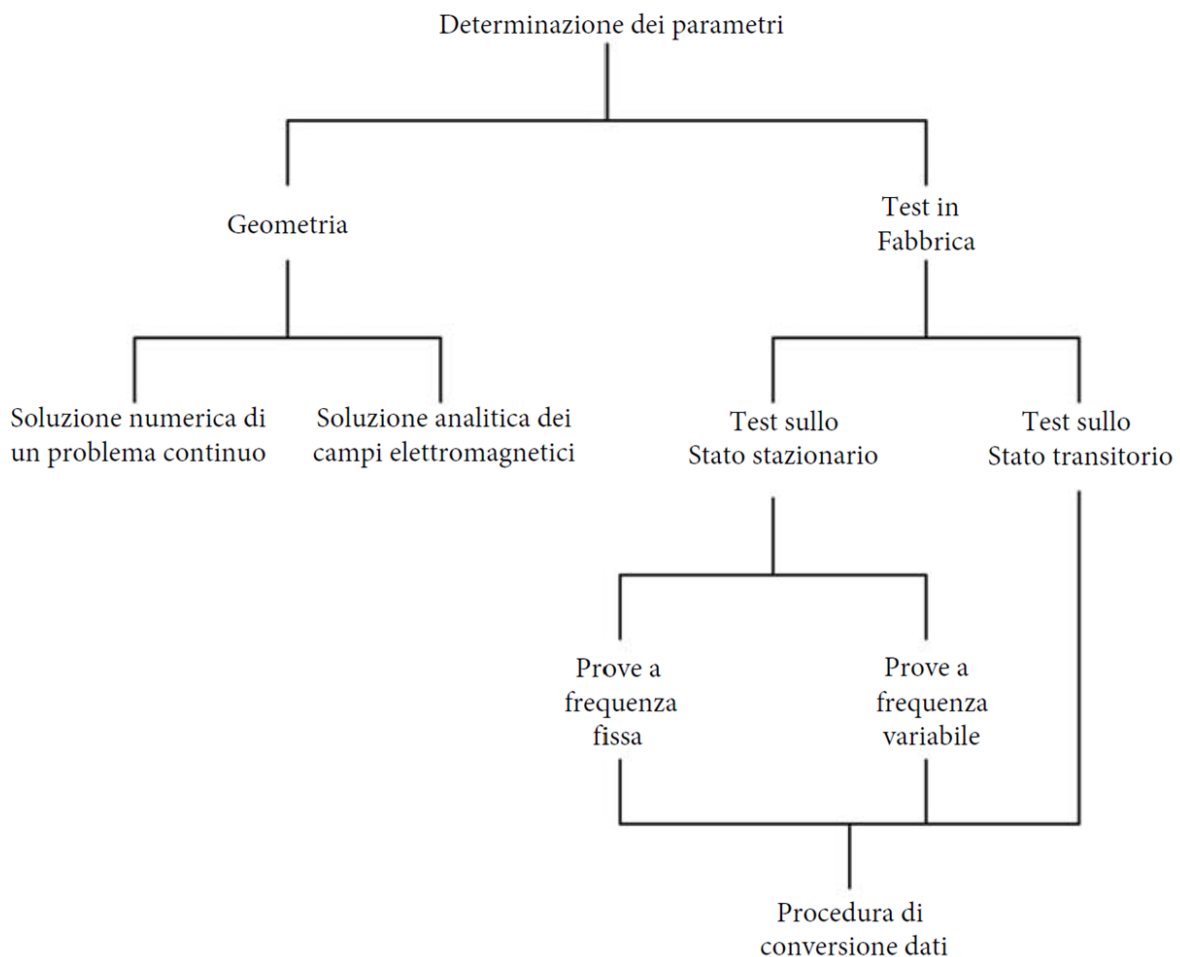 Determinazione dei parametri
Geometria
Test in
Fabbrica
Soluzione numerica di
un problema continuo
Soluzione analitica dei
campi elettromagnetici
Test sullo
Stato stazionario
Test sullo
Stato transitorio
Prove a
frequenza
fissa
Prove a
frequenza
variabile
Procedura di
conversione dati